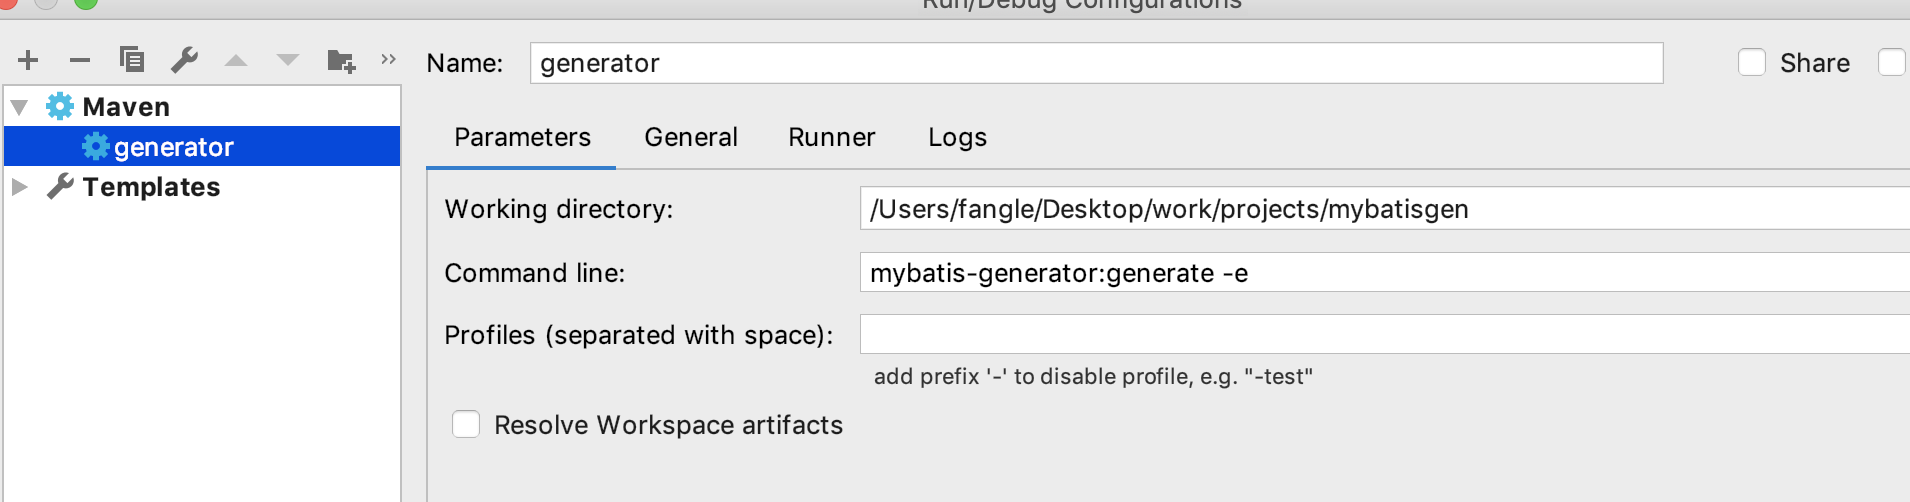 Run/Debug Configurations
Name: generator Share
Maven
generator
Templates
Parameters General Runner Logs
Working directory: /Users/fangle/Desktop/work/projects/mybatisgen
Command line: mybatis-generator:generate -e
Profiles (separated with space):
add prefix '-' to disable profile, e.g. "-test"
Resolve Workspace artifacts